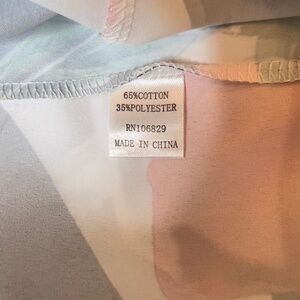 65%COTTON
35%POLYESTER
RN106829
MADE IN CHINA